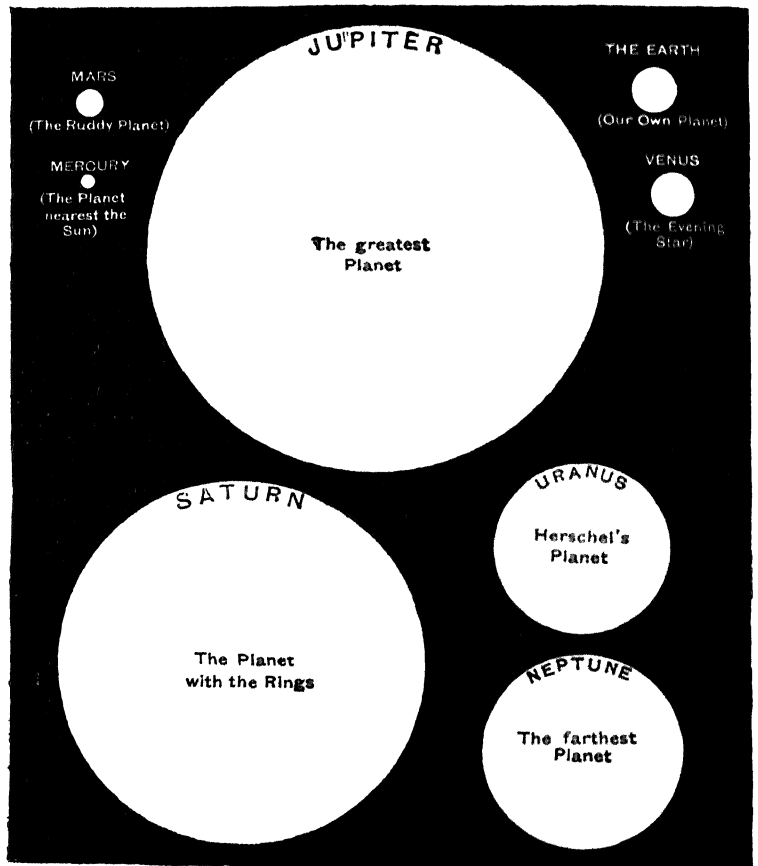 JUPITER
THE EARTH
MARS
(The Ruddy Planet)
(Our Own Planet)
MERCURY
(The Planet
nearest the
Sun)
VENUS
(The Evening
Star)
The greatest
Planet
SATURN
URANUS
Herschel's
Planet
The Planet
with the Rings
NEPTUNE
The farthest
Planet